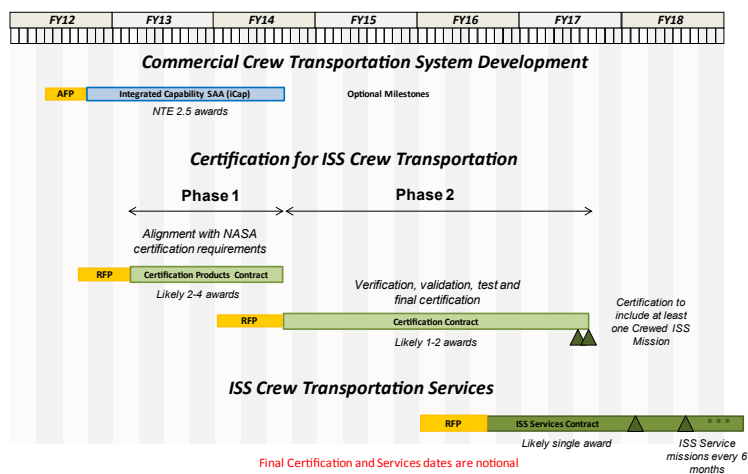 FY12 FY13 FY14 FY15 FY16 FY17 FY18
Commercial Crew Transportation System Development
AFP Integrated Capability SAA (iCap) Optional Milestones
NTE 2.5 awards
Certification for ISS Crew Transportation
Phase 1 Phase 2
Alignment with NASA
certification requirements
RFP Certification Products Contract
Likely 2-4 awards
Verification, validation, test and
final certification
RFP Certification Contract
Likely 1-2 awards
Certification to
include at least
one Crewed ISS
Mission
ISS Crew Transportation Services
RFP ISS Services Contract
Likely single award
ISS Service
missions every 6
months
Final Certification and Services dates are notional